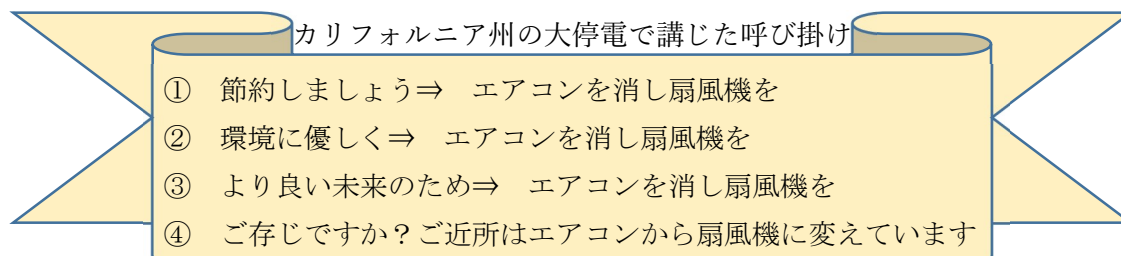 カリフォルニア州の大停電で講じた呼び掛け
① 節約しましょう⇒ エアコンを消し扇風機を
② 環境に優しく⇒ エアコンを消し扇風機を
③ より良い未来のため⇒ エアコンを消し扇風機を
④ ご存じですか？ご近所はエアコンから扇風機に変えています